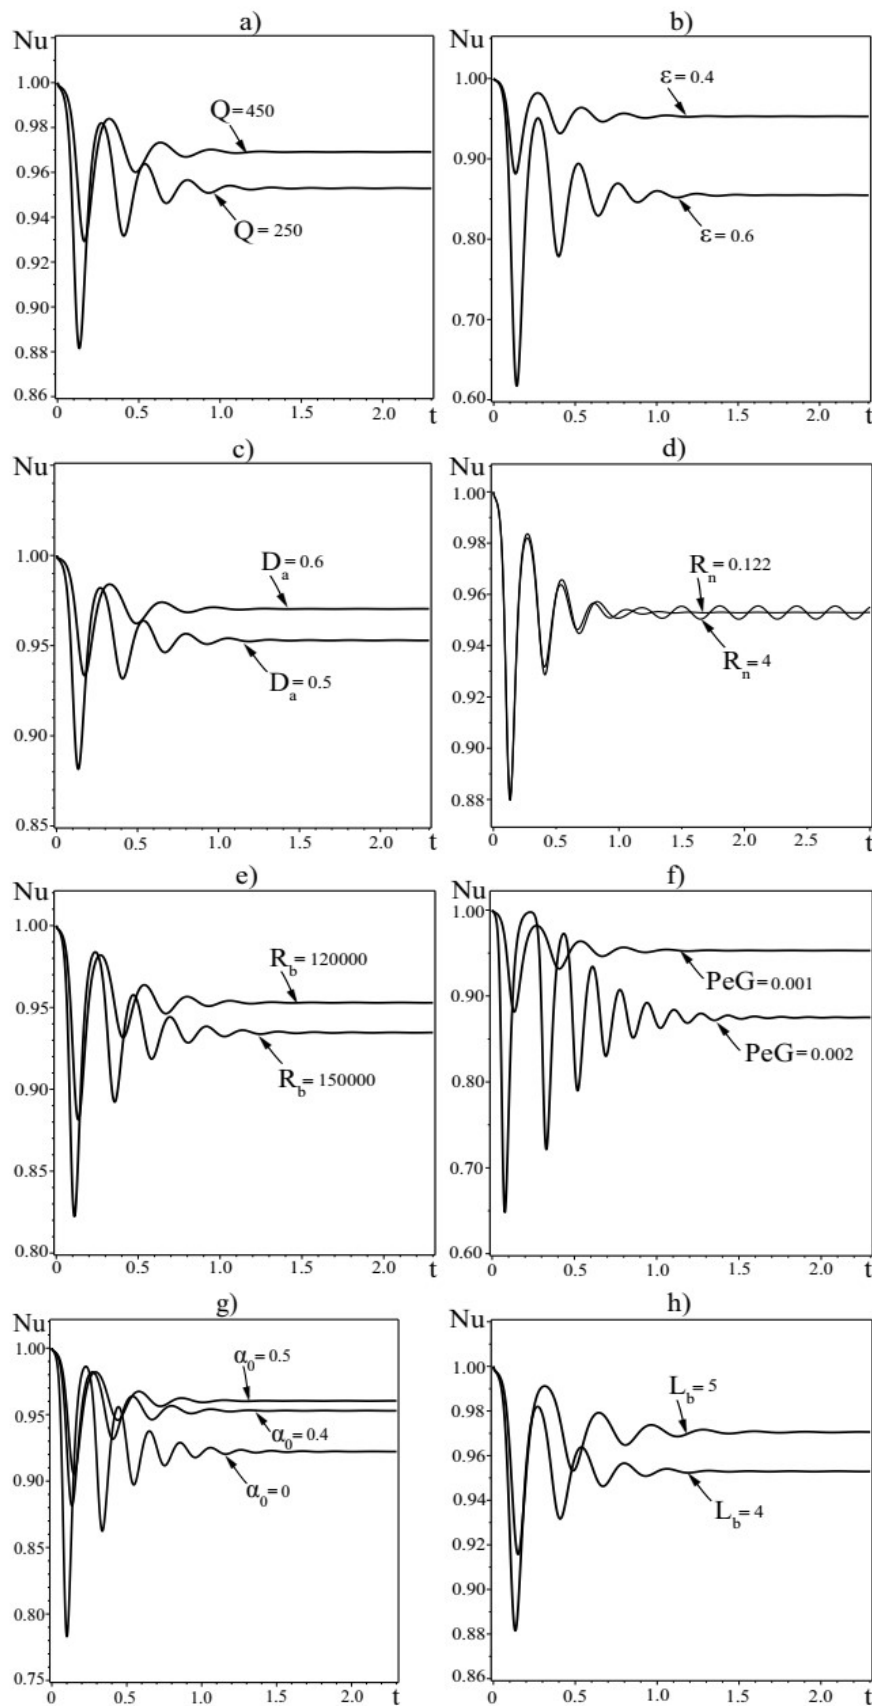 a)
Nu
1.00
0.98
0.96
0.94
0.92
0.90
0.88
0.86
0 0.5 1.0 1.5 2.0 t
Q=450
Q=250
b)
Nu
1.00
0.90
0.80
0.70
0.60
0 0.5 1.0 1.5 2.0 t
ε=0.4
ε=0.6
c)
Nu
1.00
0.95
0.90
0.85
0 0.5 1.0 1.5 2.0 t
Dₐ=0.6
Dₐ=0.5
d)
Nu
1.00
0.98
0.96
0.94
0.92
0.90
0.88
0 0.5 1.0 1.5 2.0 2.5 t
Rₙ=0.122
Rₙ=4
e)
Nu
1.00
0.95
0.90
0.85
0.80
0 0.5 1.0 1.5 2.0 t
R_b=120000
R_b=150000
f)
Nu
1.00
0.90
0.80
0.70
0.60
0 0.5 1.0 1.5 2.0 t
PeG=0.001
PeG=0.002
g)
Nu
1.00
0.95
0.90
0.85
0.80
0.75
0 0.5 1.0 1.5 2.0 t
α₀=0.5
α₀=0.4
α₀=0
h)
Nu
1.00
0.98
0.96
0.94
0.92
0.90
0.88
0.86
0 0.5 1.0 1.5 2.0 t
L_b=5
L_b=4